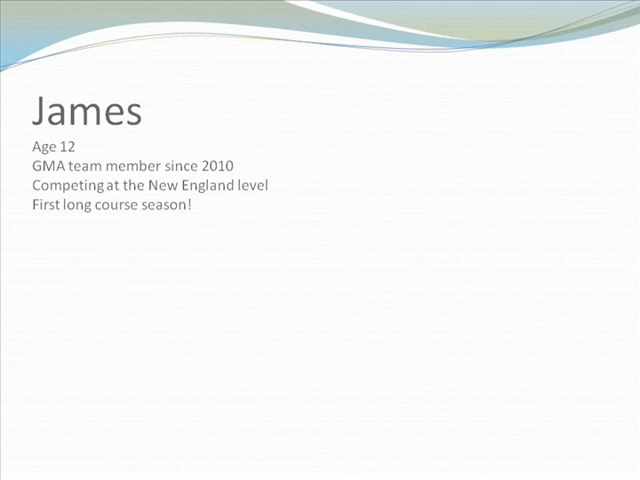 James
Age 12
GMA team member since 2010
Competing at the New England level
First long course season!